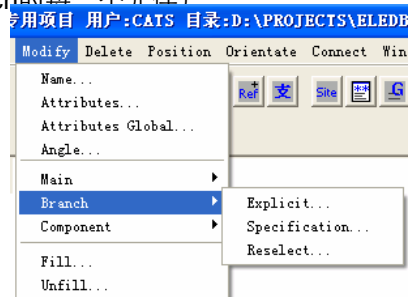 专用项目 用户:CATS 目录:D:\PROJECTS\ELEDB
Modify Delete Position Orientate Connect Win
Name...
Attributes...
Attributes Global...
Angle...
Ref 支 Site G
Main
Branch
Component
Explicit...
Specification...
Reselect...
Fill...
Unfill...